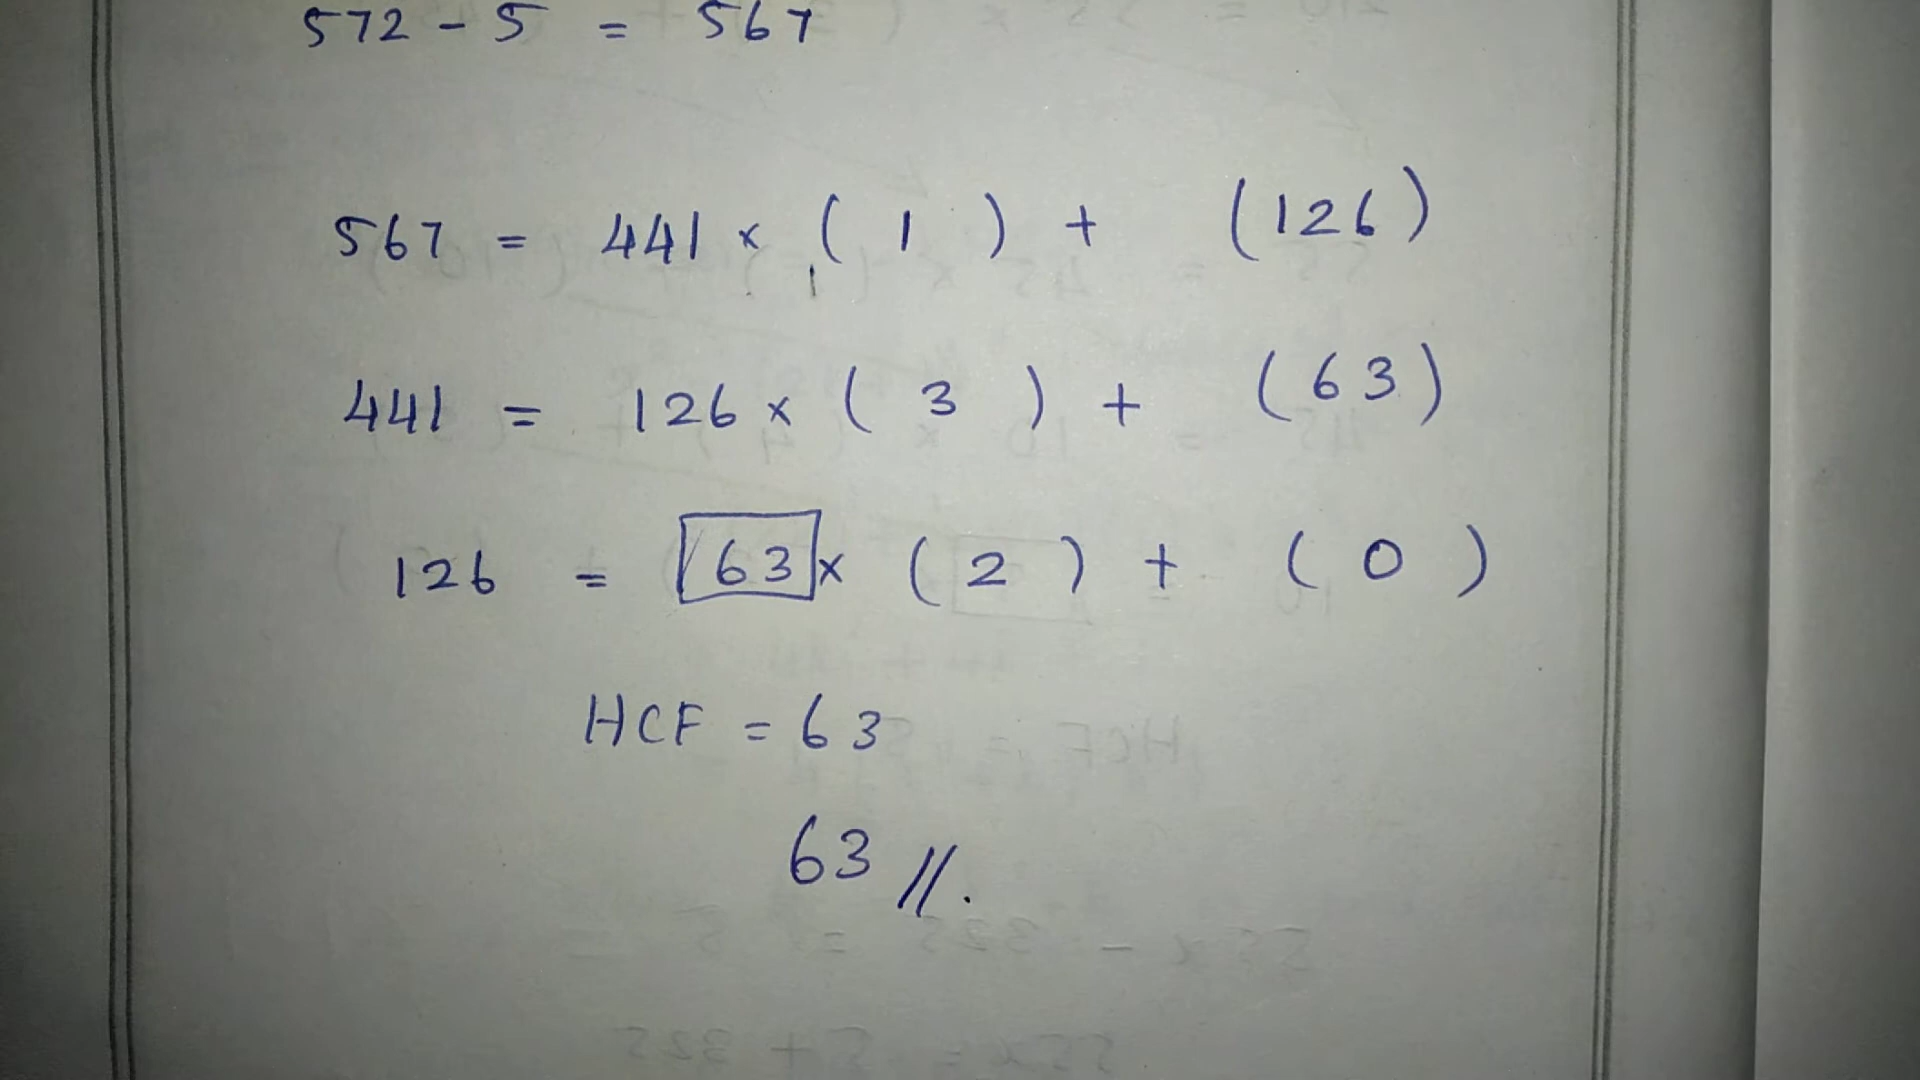 572 - 5 = 567
567 = 441 × ( 1 ) + (126)
441 = 126 × ( 3 ) + (63)
126 = 63 × ( 2 ) + ( 0 )
HCF = 63
63 //.